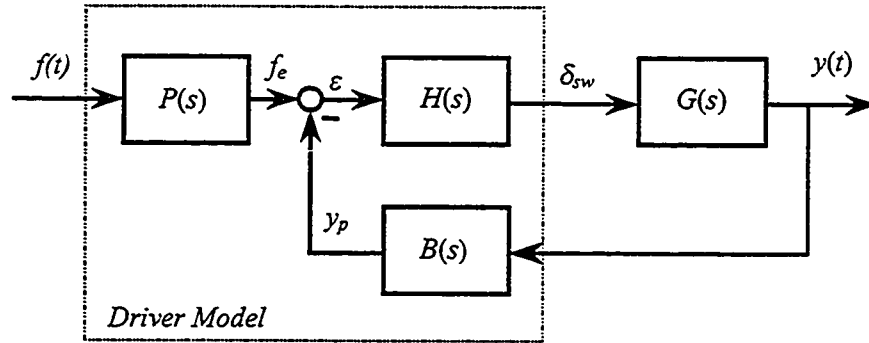 f(t)
P(s)
f_e
ε
H(s)
δ_sw
G(s)
y(t)
y_p
B(s)
Driver Model